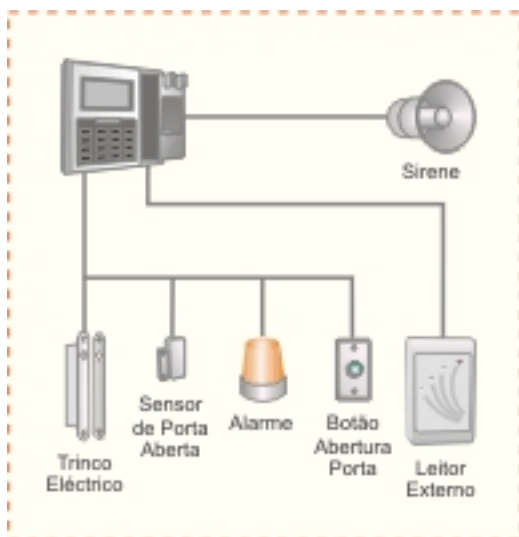 Sirene
Sensor
de Porta
Aberta
Alarme
Botão
Abertura
Porta
Trinco
Eléctrico
Leitor
Externo